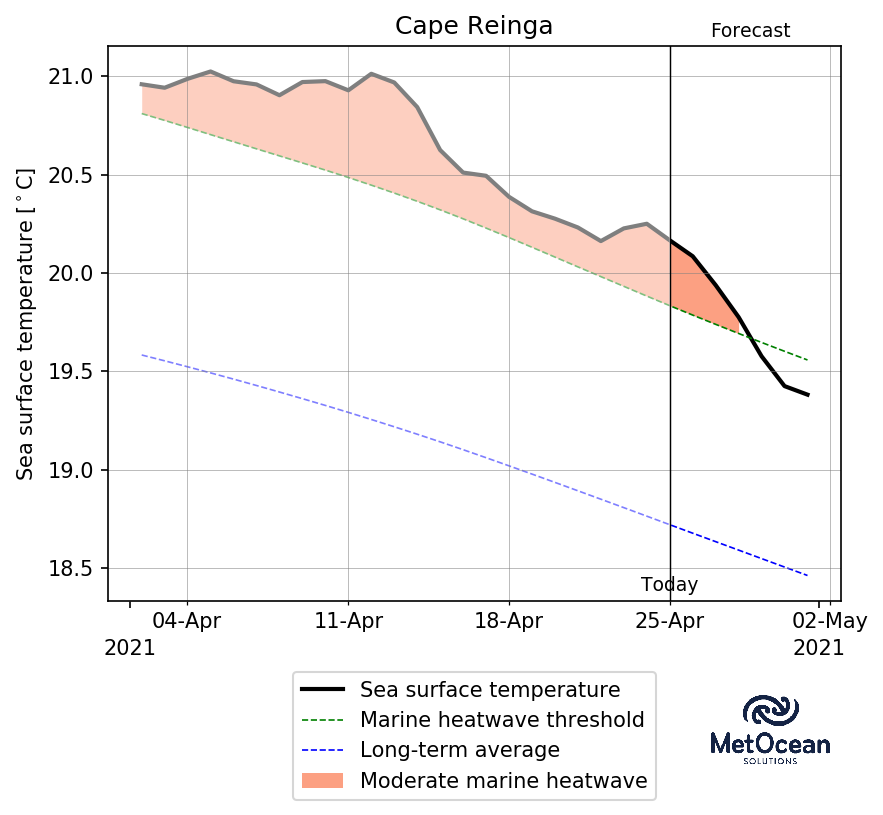 Cape Reinga
Forecast
Sea surface temperature [°C]
21.0
20.5
20.0
19.5
19.0
18.5
Today
04-Apr 11-Apr 18-Apr 25-Apr 02-May
2021 2021
Sea surface temperature
Marine heatwave threshold
Long-term average
Moderate marine heatwave
MetOcean
SOLUTIONS